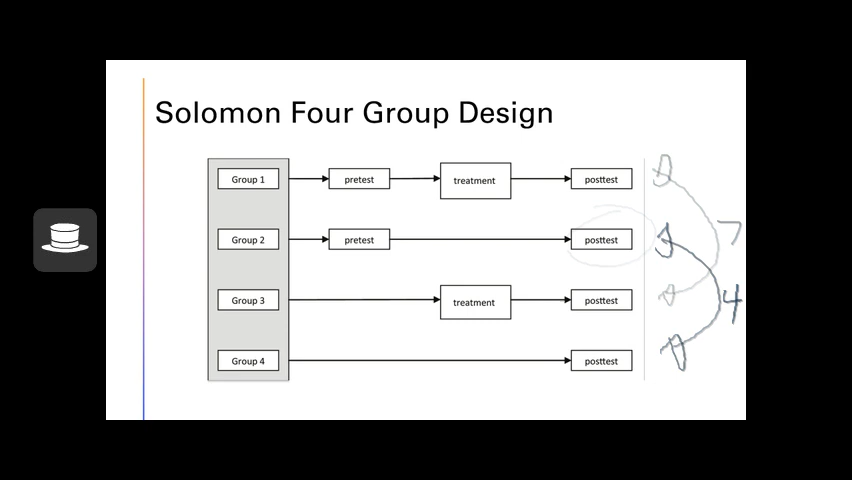 Solomon Four Group Design
Group 1 pretest treatment posttest
Group 2 pretest posttest
7
Group 3 treatment posttest
4
Group 4 posttest